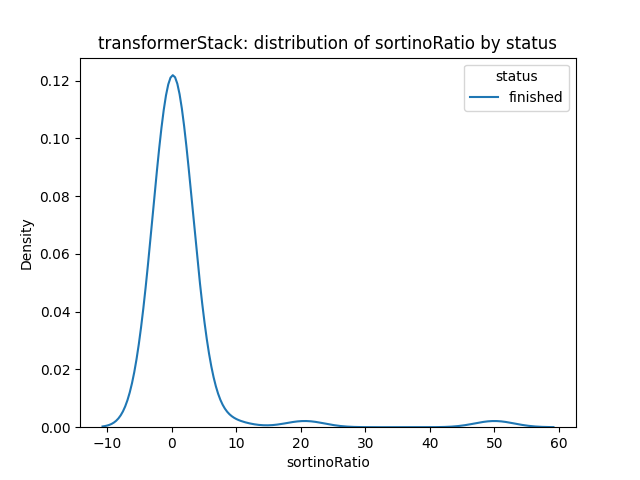 transformerStack: distribution of sortinoRatio by status
status
finished
Density
0.12
0.10
0.08
0.06
0.04
0.02
0.00
−10 0 10 20 30 40 50 60
sortinoRatio